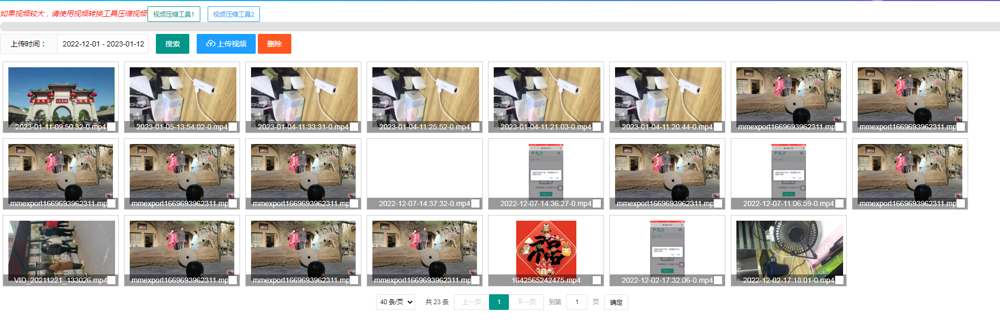 如果视频较大，请使用视频转换工具压缩视频 视频压缩工具1 视频压缩工具2
上传时间： 2022-12-01 - 2023-01-12 搜索 上传视频 删除
2023-01-11-09:50:32-0.mp4 2023-01-05-13:54:02-0.mp4 2023-01-04-11:33:31-0.mp4 2023-01-04-11:25:52-0.mp4 2023-01-04-11:21:03-0.mp4 2023-01-04-11:20:44-0.mp4 mmexport1669693962311.mp mmexport1669693962311.mp
mmexport1669693962311.mp mmexport1669693962311.mp mmexport1669693962311.mp 2022-12-07-14:37:32-0.mp4 2022-12-07-14:36:27-0.mp4 mmexport1669693962311.mp 2022-12-07-11:06:59-0.mp4 mmexport1669693962311.mp
福
VID_20211221_133026.mp4 mmexport1669693962311.mp mmexport1669693962311.mp mmexport1669693962311.mp 1642565242475.mp4 2022-12-02-17:32:06-0.mp4 2022-12-02-17:18:01-0.mp4
40 条/页 共 23 条 上一页 1 下一页 到第 1 页 确定